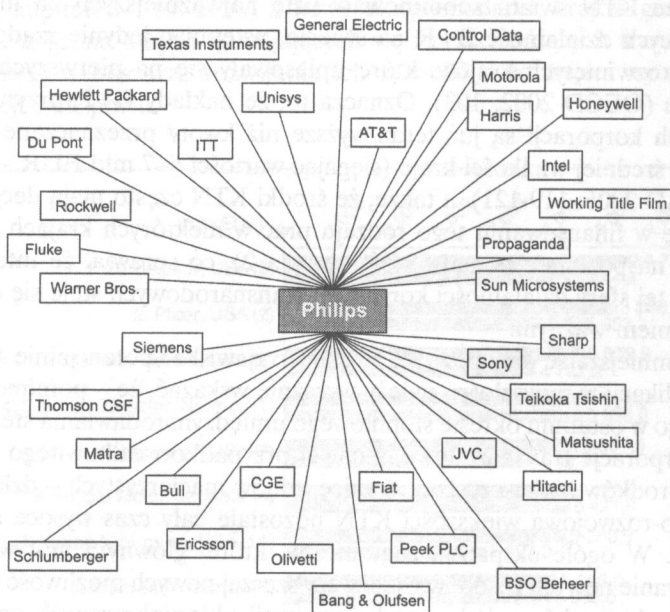 General Electric
Control Data
Texas Instruments
Motorola
Hewlett Packard
Unisys
Harris
Honeywell
AT&T
Du Pont
ITT
Intel
Rockwell
Working Title Films
Fluke
Propaganda
Warner Bros.
Sun Microsystems
Philips
Siemens
Sharp
Sony
Thomson CSF
Teikoka Tsishin
Matra
Matsushita
JVC
Bull
CGE
Fiat
Hitachi
Schlumberger
Ericsson
Olivetti
Peek PLC
BSO Beheer
Bang & Olufsen